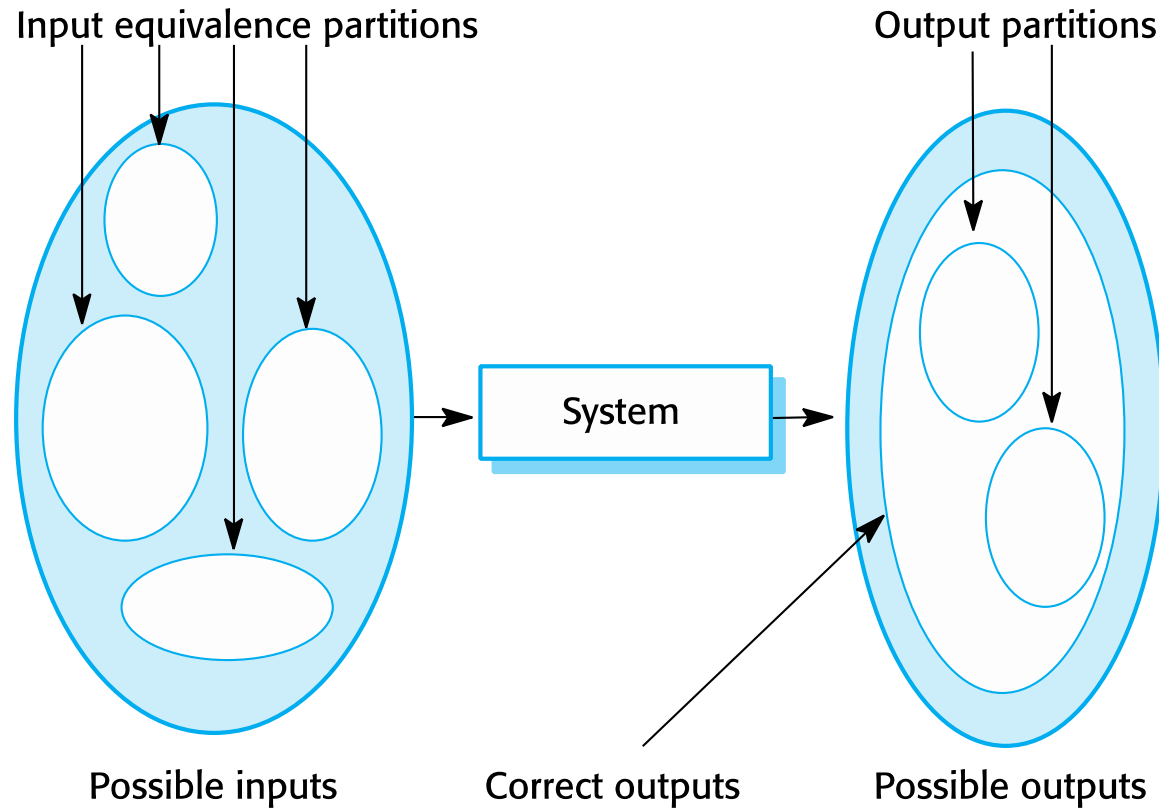 Input equivalence partitions
Output partitions
System
Possible inputs
Correct outputs
Possible outputs